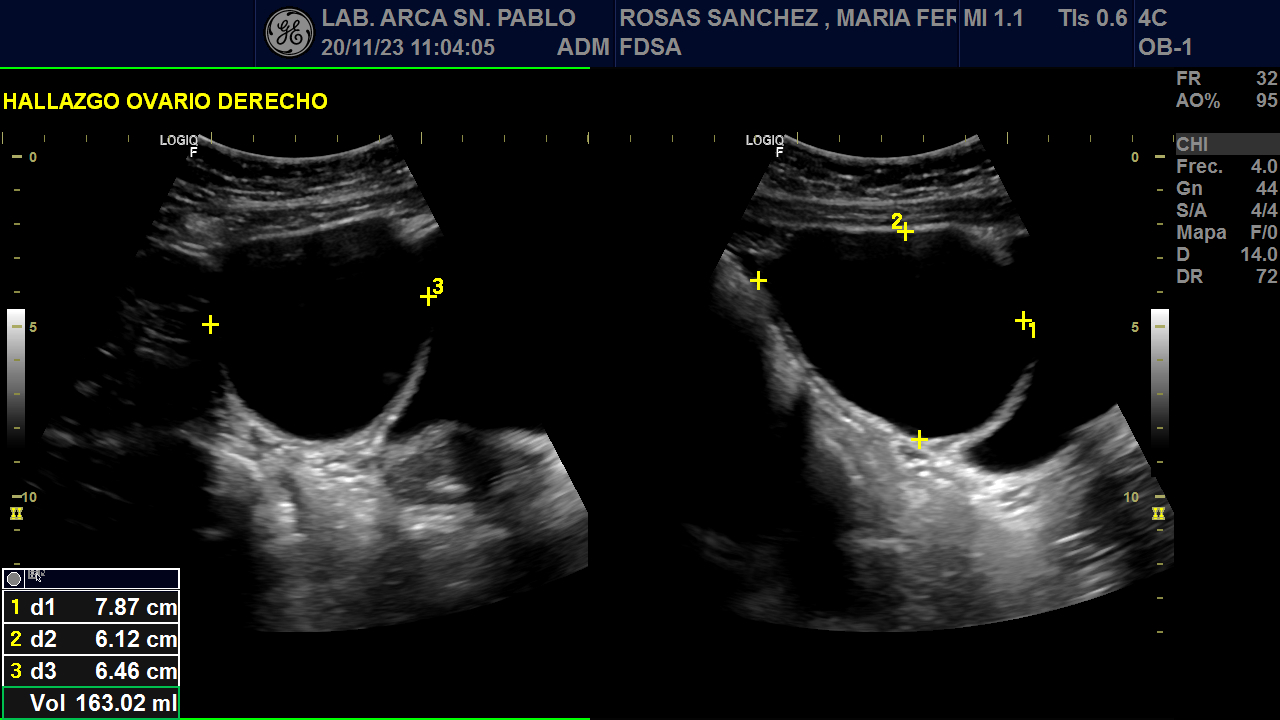 LAB. ARCA SN. PABLO
20/11/23 11:04:05 ADM
ROSAS SANCHEZ , MARIA FER
FDSA
MI 1.1 TIs 0.6
4C
OB-1
FR 32
AO% 95
CHI
Frec. 4.0
Gn 44
S/A 4/4
Mapa F/0
D 14.0
DR 72
HALLAZGO OVARIO DERECHO
LOGIQ
F
0
5
10
3
LOGIQ
F
0
5
10
2
1
1 d1 7.87 cm
2 d2 6.12 cm
3 d3 6.46 cm
Vol 163.02 ml